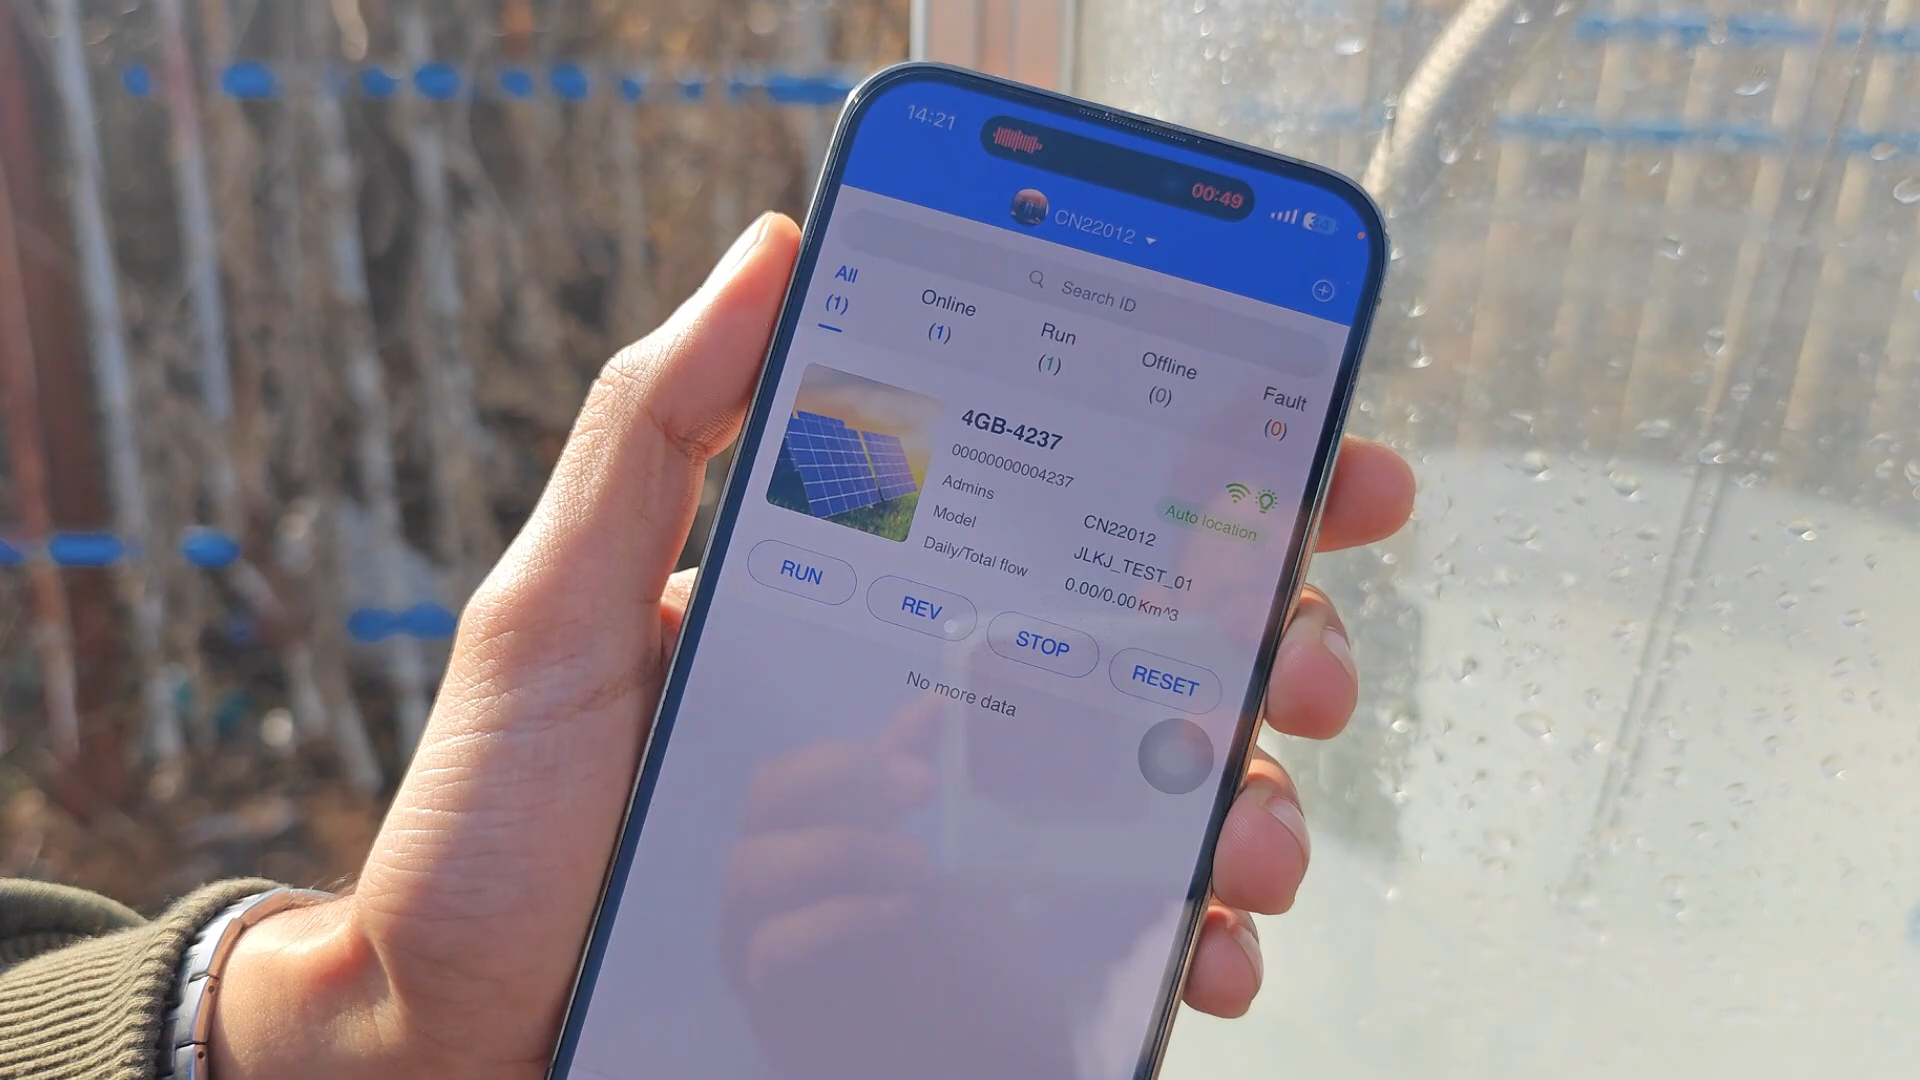 14:21
00:49
CN22012
Search ID
All
(1)
Online
(1)
Run
(1)
Offline
(0)
Fault
(0)
4GB-4237
00000000004237
Auto location
Admins CN22012
Model JLKJ_TEST_01
Daily/Total flow 0.00/0.00 Km^3
RUN REV STOP RESET
No more data